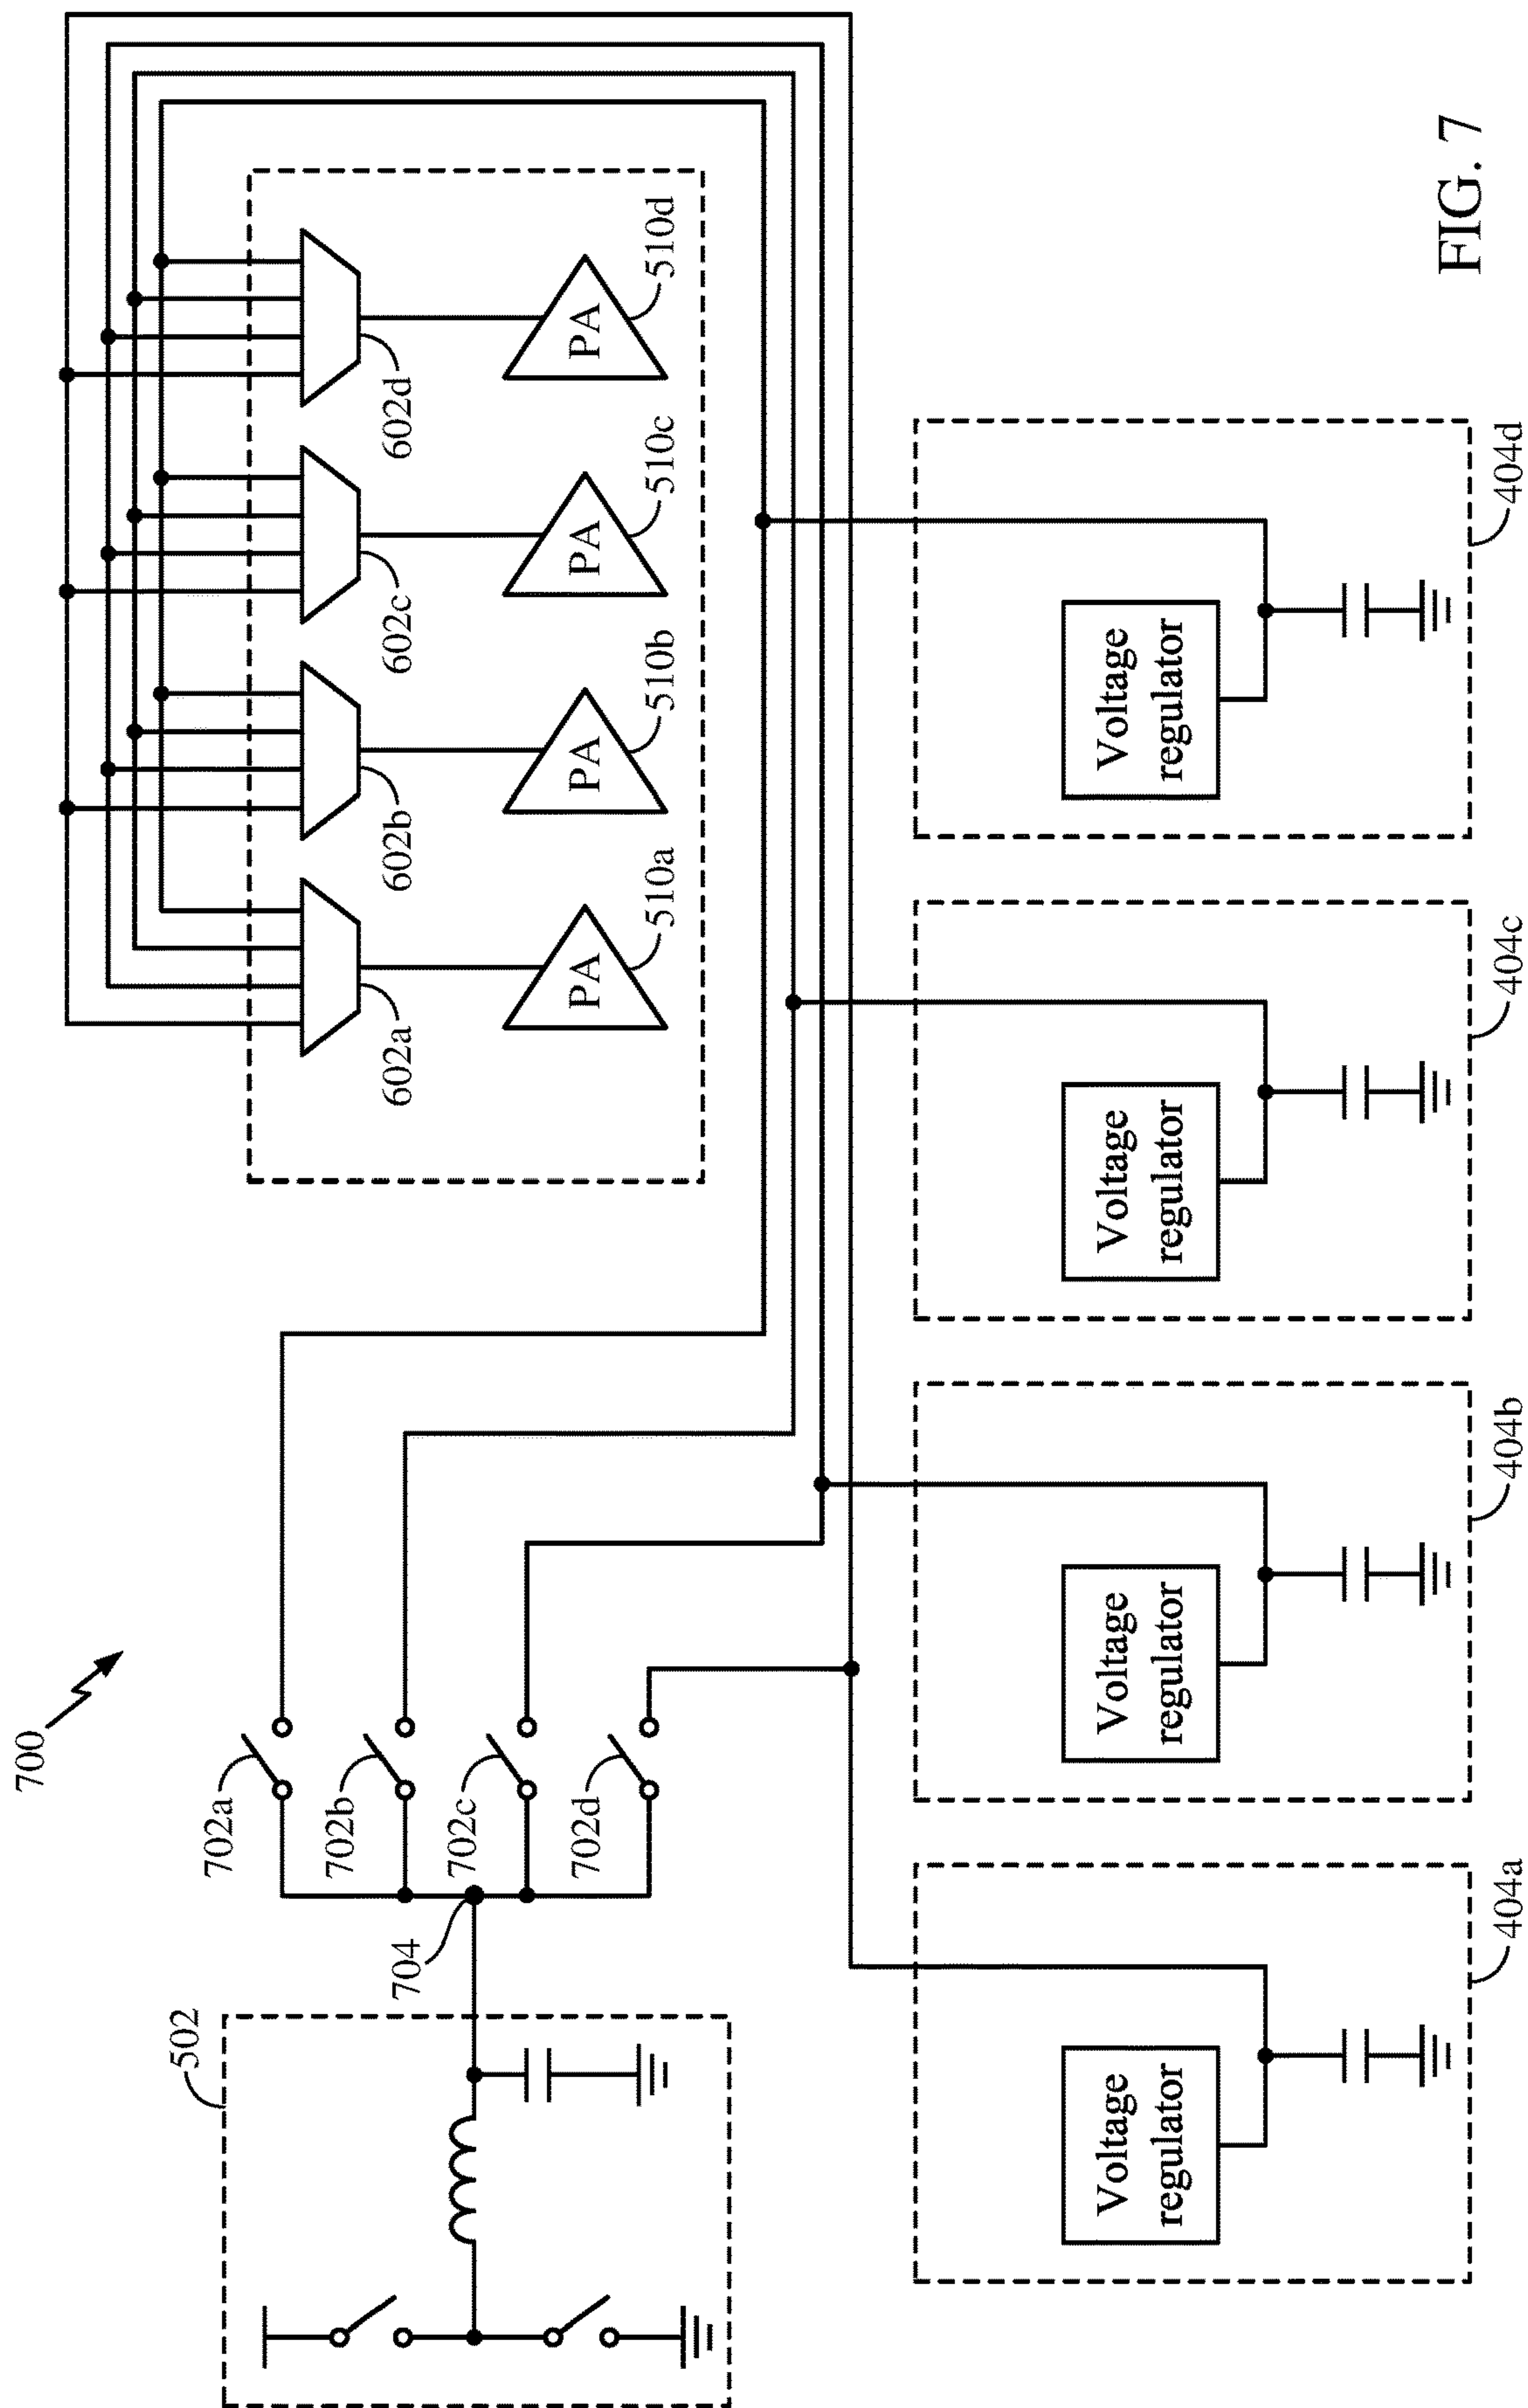 700
502
704
702a
702b
702c
702d
602a
602b
602c
602d
PA
PA
PA
PA
510a
510b
510c
510d
Voltage
regulator
Voltage
regulator
Voltage
regulator
Voltage
regulator
404a
404b
404c
404d
FIG. 7